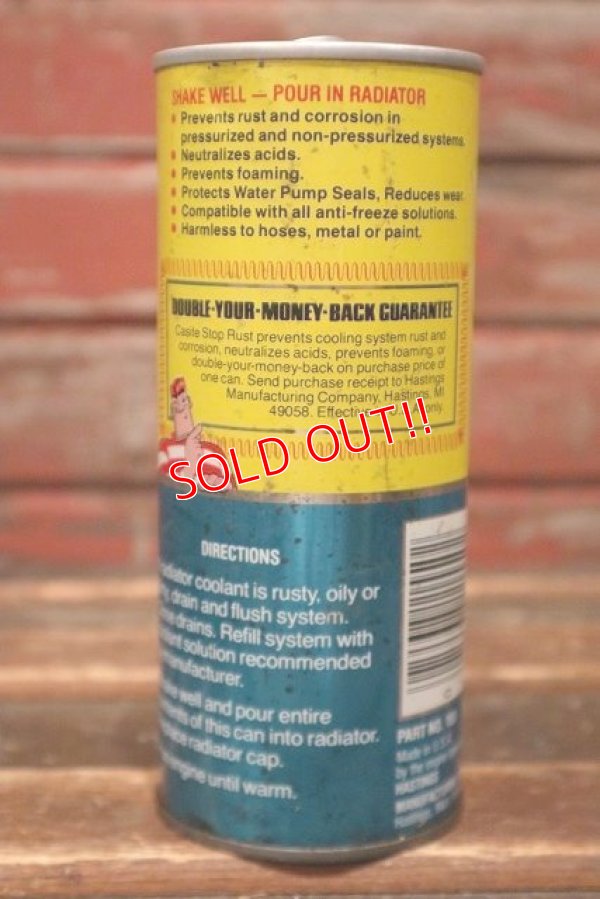 SHAKE WELL — POUR IN RADIATOR
• Prevents rust and corrosion in
pressurized and non-pressurized systems.
• Neutralizes acids.
• Prevents foaming.
• Protects Water Pump Seals, Reduces wear.
• Compatible with all anti-freeze solutions.
• Harmless to hoses, metal or paint.
DOUBLE-YOUR-MONEY-BACK GUARANTEE
Casite Stop Rust prevents cooling system rust and
corrosion, neutralizes acids, prevents foaming, or
double-your-money-back on purchase price of
one can. Send purchase receipt to Hastings
Manufacturing Company, Hastings, MI
49058. only.
SOLD OUT!!
DIRECTIONS
coolant is rusty, oily or
drain and flush system.
drains. Refill system with
solution recommended
well and pour entire
of this can into radiator.
radiator cap.
until warm.
PART NO.
Made in U.S.